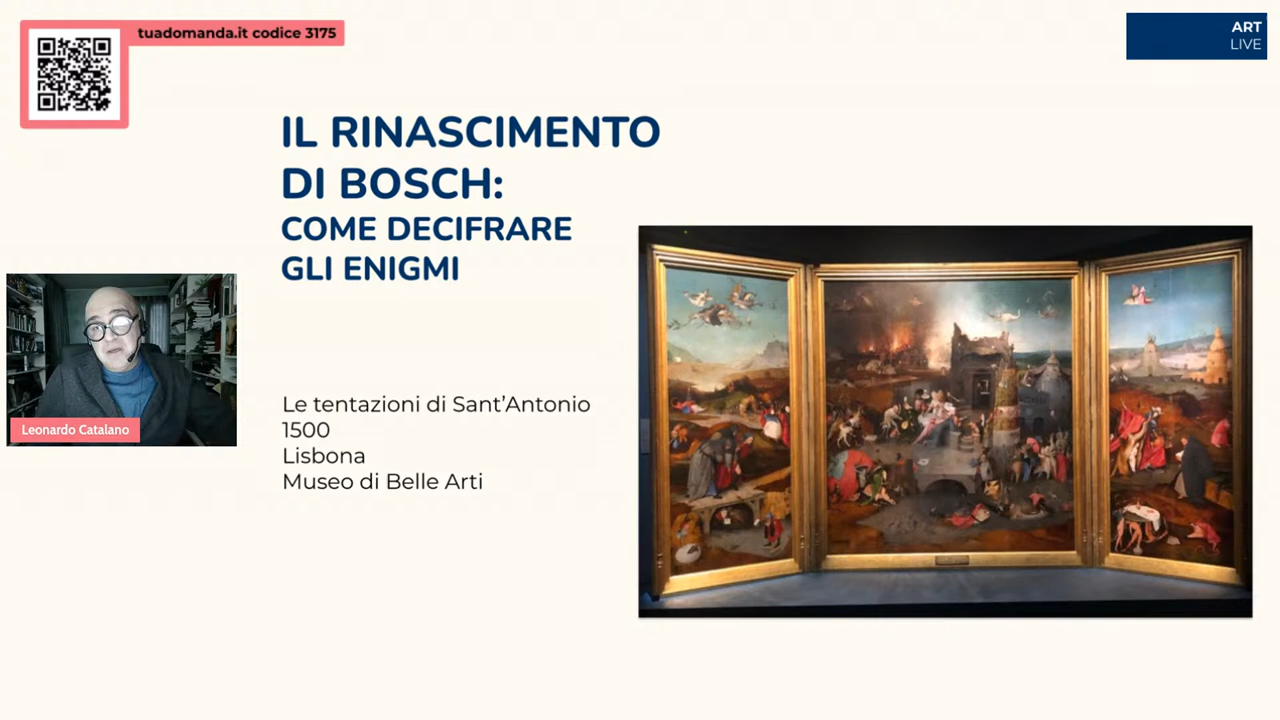 tuadomanda.it codice 3175
ART
LIVE
IL RINASCIMENTO
DI BOSCH:
COME DECIFRARE
GLI ENIGMI
Leonardo Catalano
Le tentazioni di Sant’Antonio
1500
Lisbona
Museo di Belle Arti